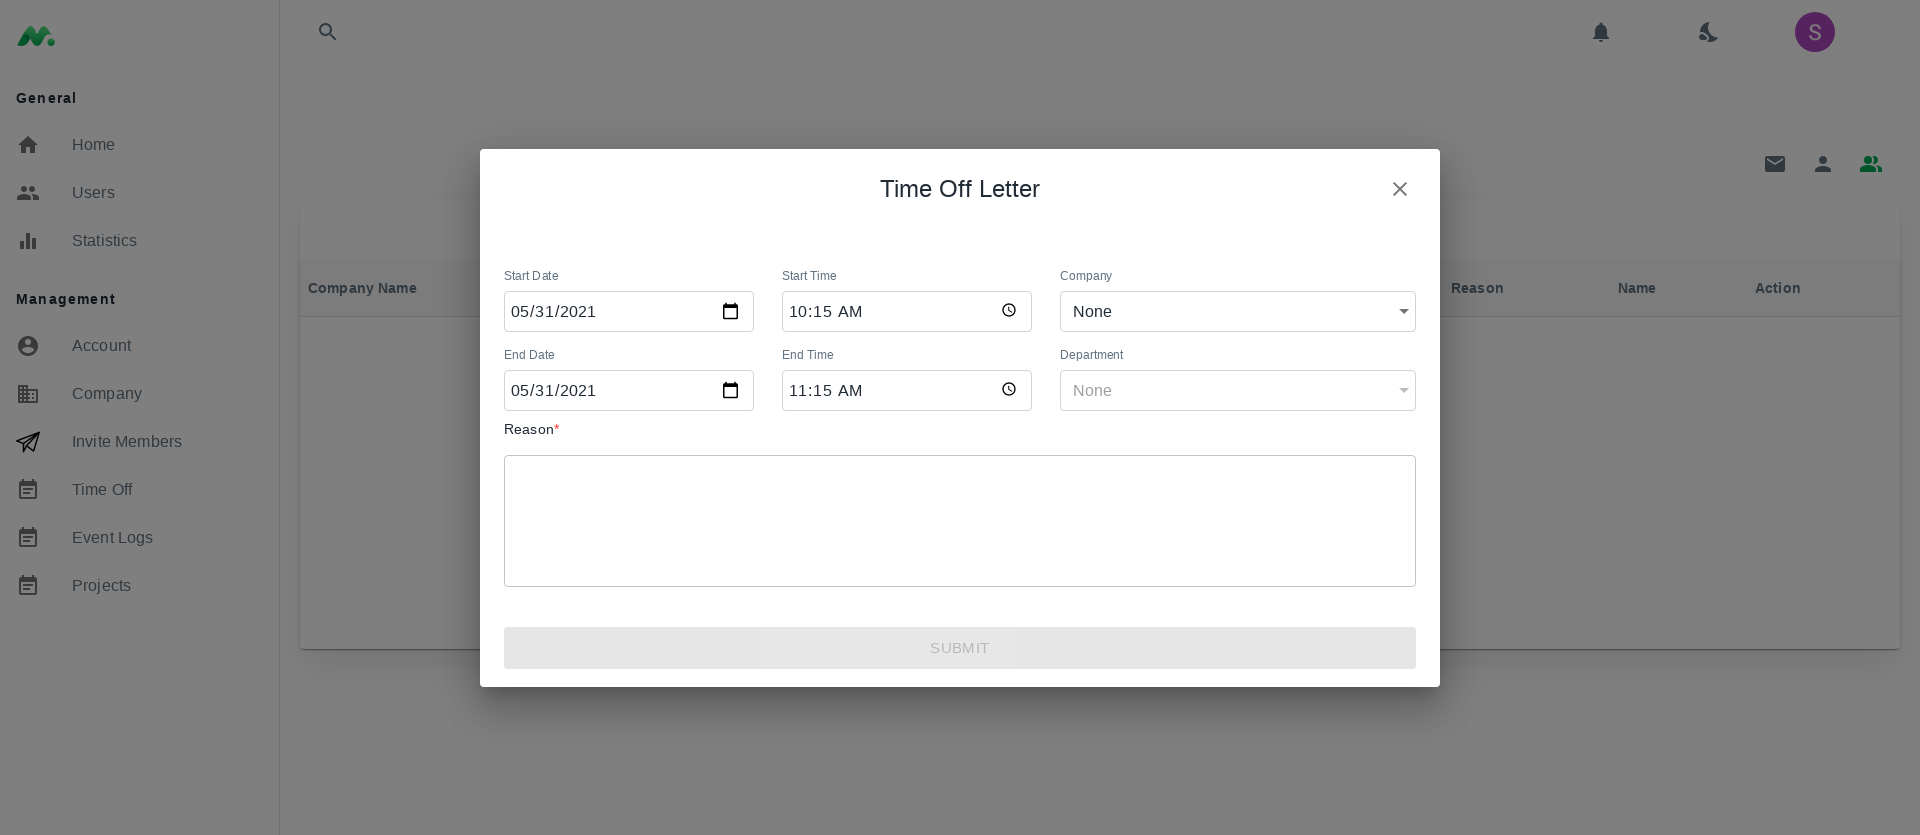 S
General
Home
Users
Statistics
Management
Account
Company
Invite Members
Time Off
Event Logs
Projects
Company Name
Reason
Name
Action
Time Off Letter
Start Date
Start Time
Company
05/31/2021
10:15 AM
None
End Date
End Time
Department
05/31/2021
11:15 AM
None
Reason*
SUBMIT